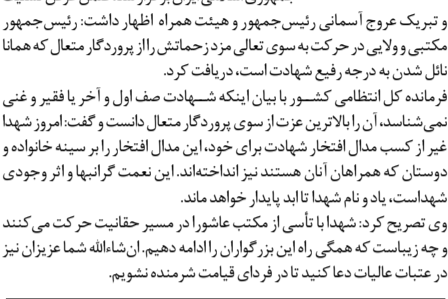 و تبریک عروج آسمانی رئیس‌جمهور و هیئت همراه اظهار داشت: رئیس‌جمهور
مکتبی و ولایی در حرکت به سوی تعالی مزد زحماتش را از پروردگار متعال که همانا
نائل شدن به درجه رفیع شهادت است، دریافت کرد.
فرمانده کل انتظامی کشــور با بیان اینکه شــهادت صف اول و آخر یا فقیر و غنی
نمی‌شناسد، آن را بالاترین عزت از سوی پروردگار متعال دانست و گفت: امروز شهدا
غیر از کسب مدال افتخار شهادت برای خود، این مدال افتخار را بر سینه خانواده و
دوستان که همراهان آنان هستند نیز انداخته‌اند. این نعمت گرانبها و اثر وجودی
شهداست، یاد و نام شهدا تا ابد پایدار خواهد ماند.
وی تصریح کرد: شهدا با تأسی از مکتب عاشورا در مسیر حقانیت حرکت می‌کنند
و چه زیباست که همگی راه این بزرگواران را ادامه دهیم. ان‌شاءالله شما عزیزان نیز
در عتبات عالیات دعا کنید تا در فردای قیامت شرمنده نشویم.